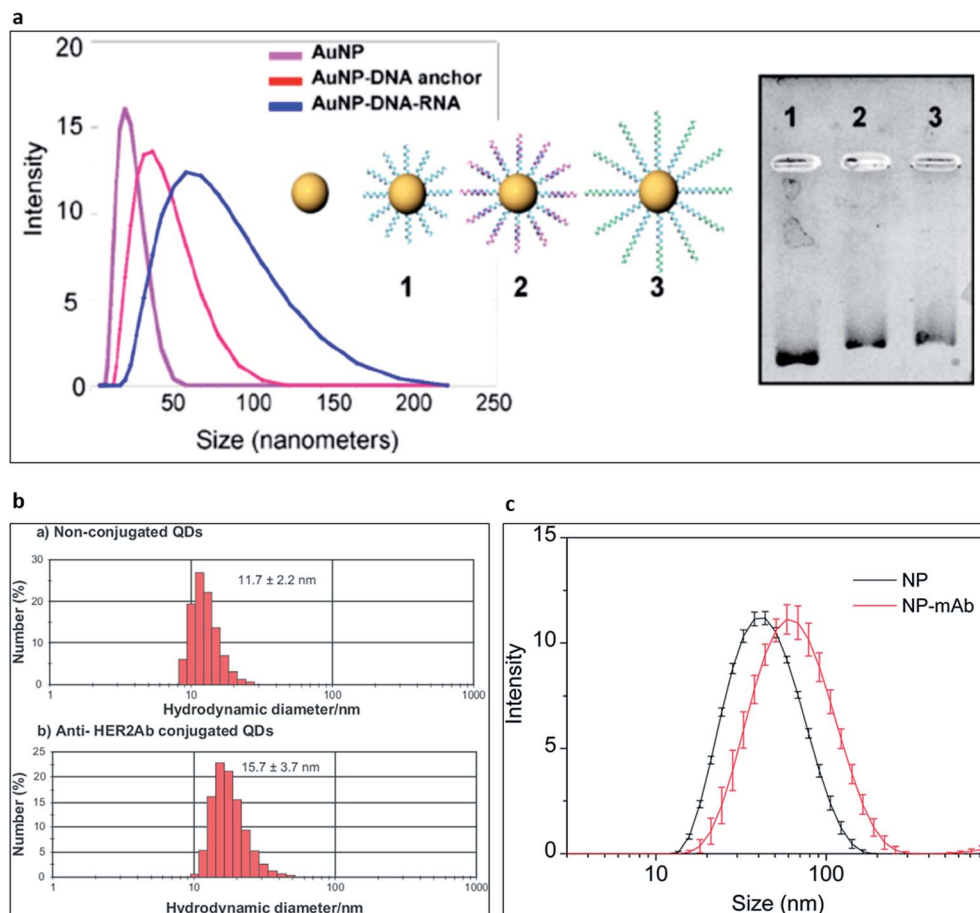 a
20
15
10
5
0
Intensity
AuNP
AuNP-DNA anchor
AuNP-DNA-RNA
50
100
150
200
250
Size (nanometers)
1
2
3
1
2
3
b
a) Non-conjugated QDs
30
20
10
0
Number (%)
11.7 ± 2.2 nm
1
10
100
1000
Hydrodynamic diameter/nm
b) Anti- HER2Ab conjugated QDs
25
20
15
10
5
0
Number (%)
15.7 ± 3.7 nm
1
10
100
1000
Hydrodynamic diameter/nm
c
15
10
5
0
Intensity
NP
NP-mAb
10
100
Size (nm)